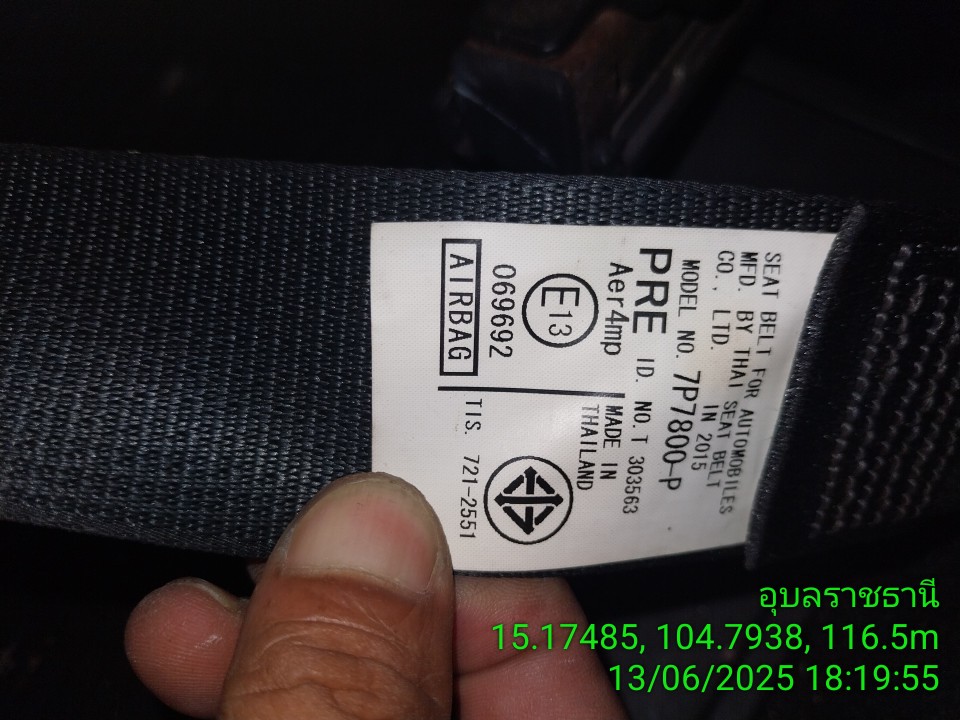 SEAT BELT FOR AUTOMOBILES
MFD. BY THAI SEAT BELT
CO., LTD. IN 2015
MODEL NO. 7P7800-P
PRE ID. NO.T 303563
Aer4mp
E13
069692
AIRBAG
MADE IN
THAILAND
TIS. 721-2551
อุบลราชธานี
15.17485, 104.7938, 116.5m
13/06/2025 18:19:55